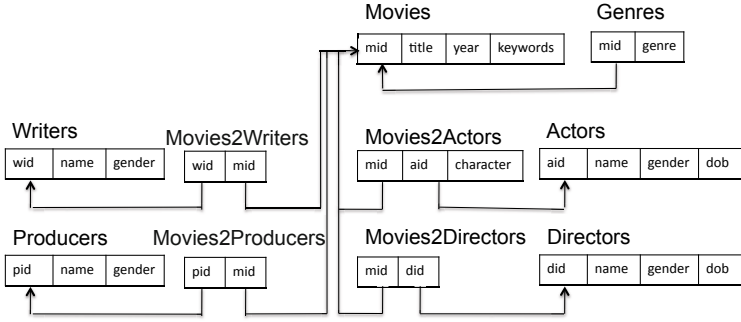 Movies Genres
mid title year keywords mid genre
Writers Movies2Writers Movies2Actors Actors
wid name gender wid mid mid aid character aid name gender dob
Producers Movies2Producers Movies2Directors Directors
pid name gender pid mid mid did did name gender dob